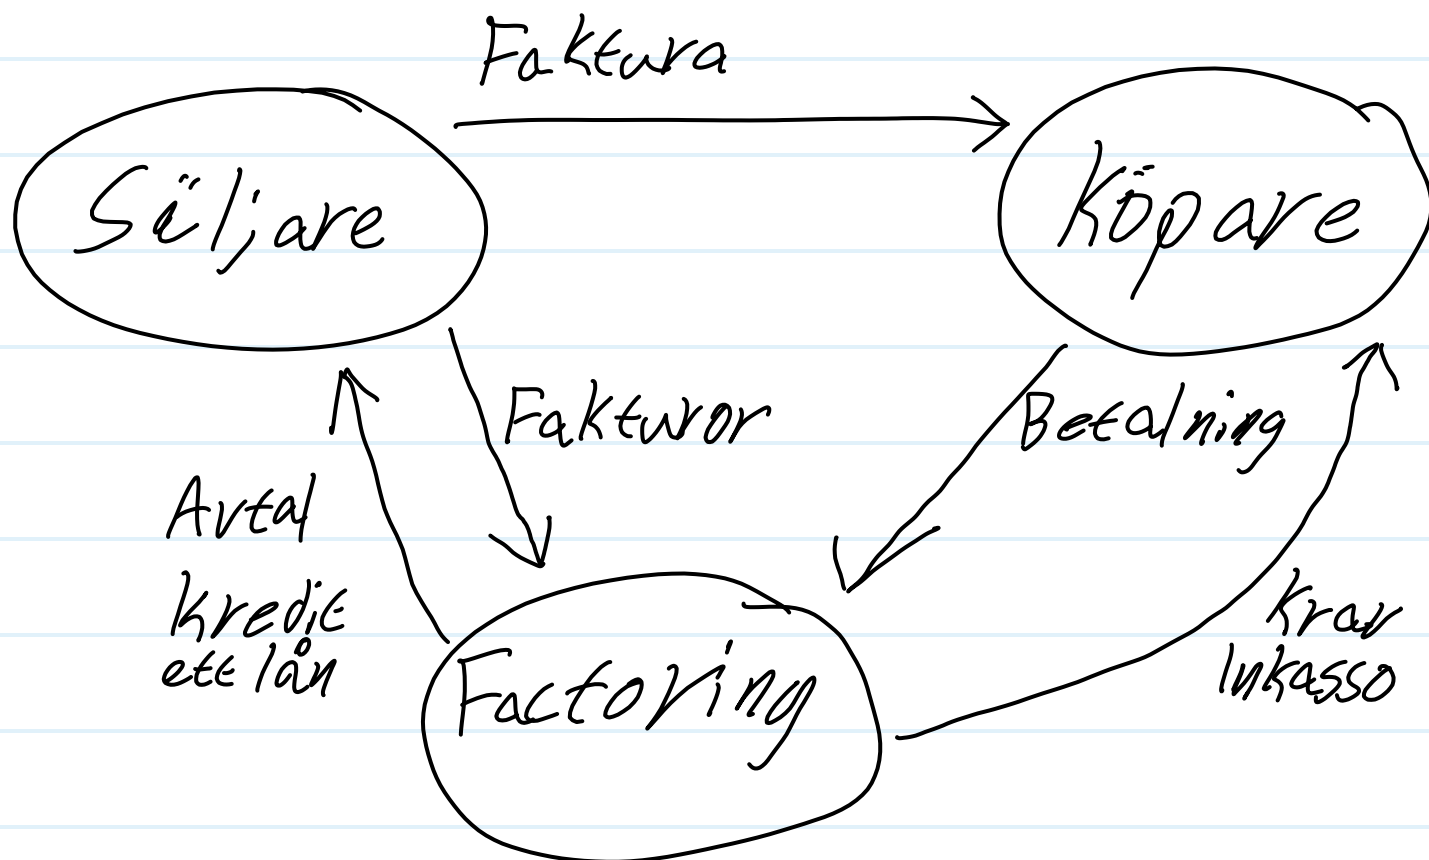 Faktura
Säljare
Köpare
Fakturor
Betalning
Avtal
Kredit
ett lån
Factoring
Krav
Inkasso